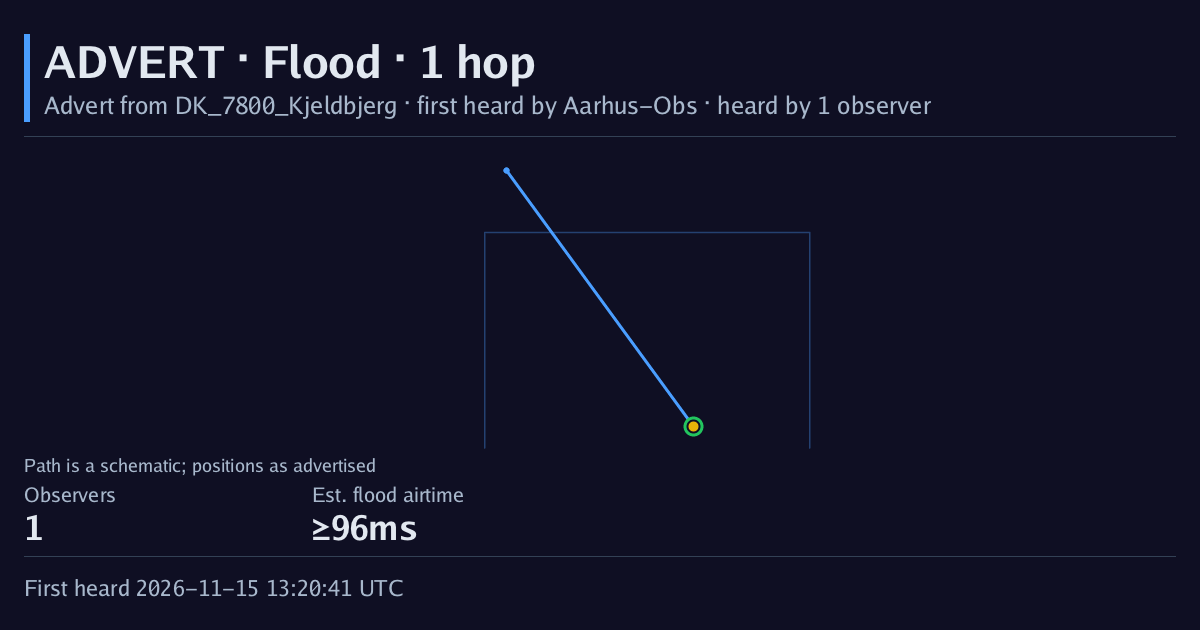 ADVERT · Flood · 1 hop
Advert from DK_7800_Kjeldbjerg · first heard by Aarhus-Obs · heard by 1 observer
Path is a schematic; positions as advertised
Observers
1
Est. flood airtime
≥96ms
First heard 2026-11-15 13:20:41 UTC